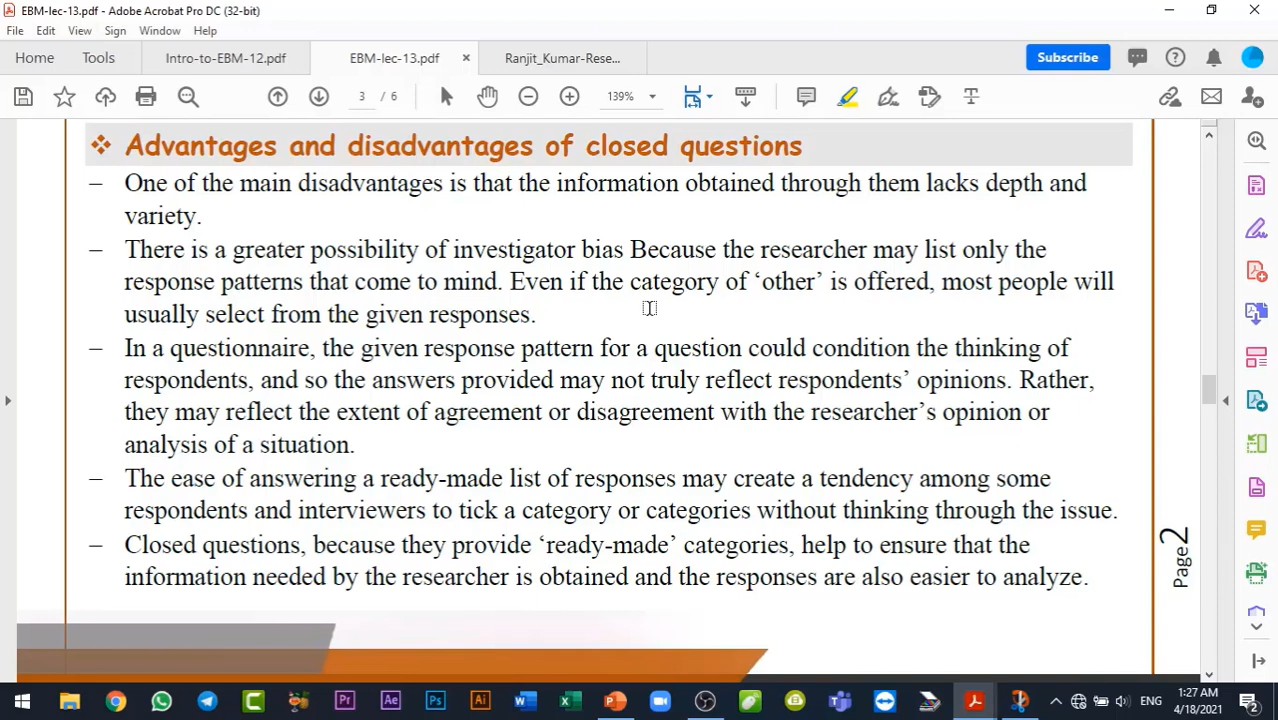 EBM-lec-13.pdf - Adobe Acrobat Pro DC (32-bit)
File Edit View Sign Window Help
Home Tools Intro-to-EBM-12.pdf EBM-lec-13.pdf × Ranjit_Kumar-Rese... Subscribe
3 / 6 139%
❖ Advantages and disadvantages of closed questions
– One of the main disadvantages is that the information obtained through them lacks depth and
variety.
– There is a greater possibility of investigator bias Because the researcher may list only the
response patterns that come to mind. Even if the category of ‘other’ is offered, most people will
usually select from the given responses.
– In a questionnaire, the given response pattern for a question could condition the thinking of
respondents, and so the answers provided may not truly reflect respondents’ opinions. Rather,
they may reflect the extent of agreement or disagreement with the researcher’s opinion or
analysis of a situation.
– The ease of answering a ready-made list of responses may create a tendency among some
respondents and interviewers to tick a category or categories without thinking through the issue.
– Closed questions, because they provide ‘ready-made’ categories, help to ensure that the
information needed by the researcher is obtained and the responses are also easier to analyze.
Page2
Pr Ae Ps Ai ENG 1:27 AM
4/18/2021 2